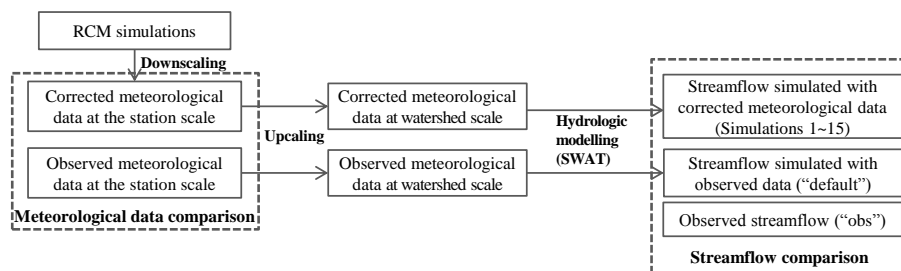 RCM simulations
Downscaling
Corrected meteorological
data at the station scale
Observed meteorological
data at the station scale
Meteorological data comparison
Upcaling
Corrected meteorological
data at watershed scale
Observed meteorological
data at watershed scale
Hydrologic
modelling
(SWAT)
Streamflow simulated with
corrected meteorological data
(Simulations 1~15)
Streamflow simulated with
observed data (“default”)
Observed streamflow (“obs”)
Streamflow comparison